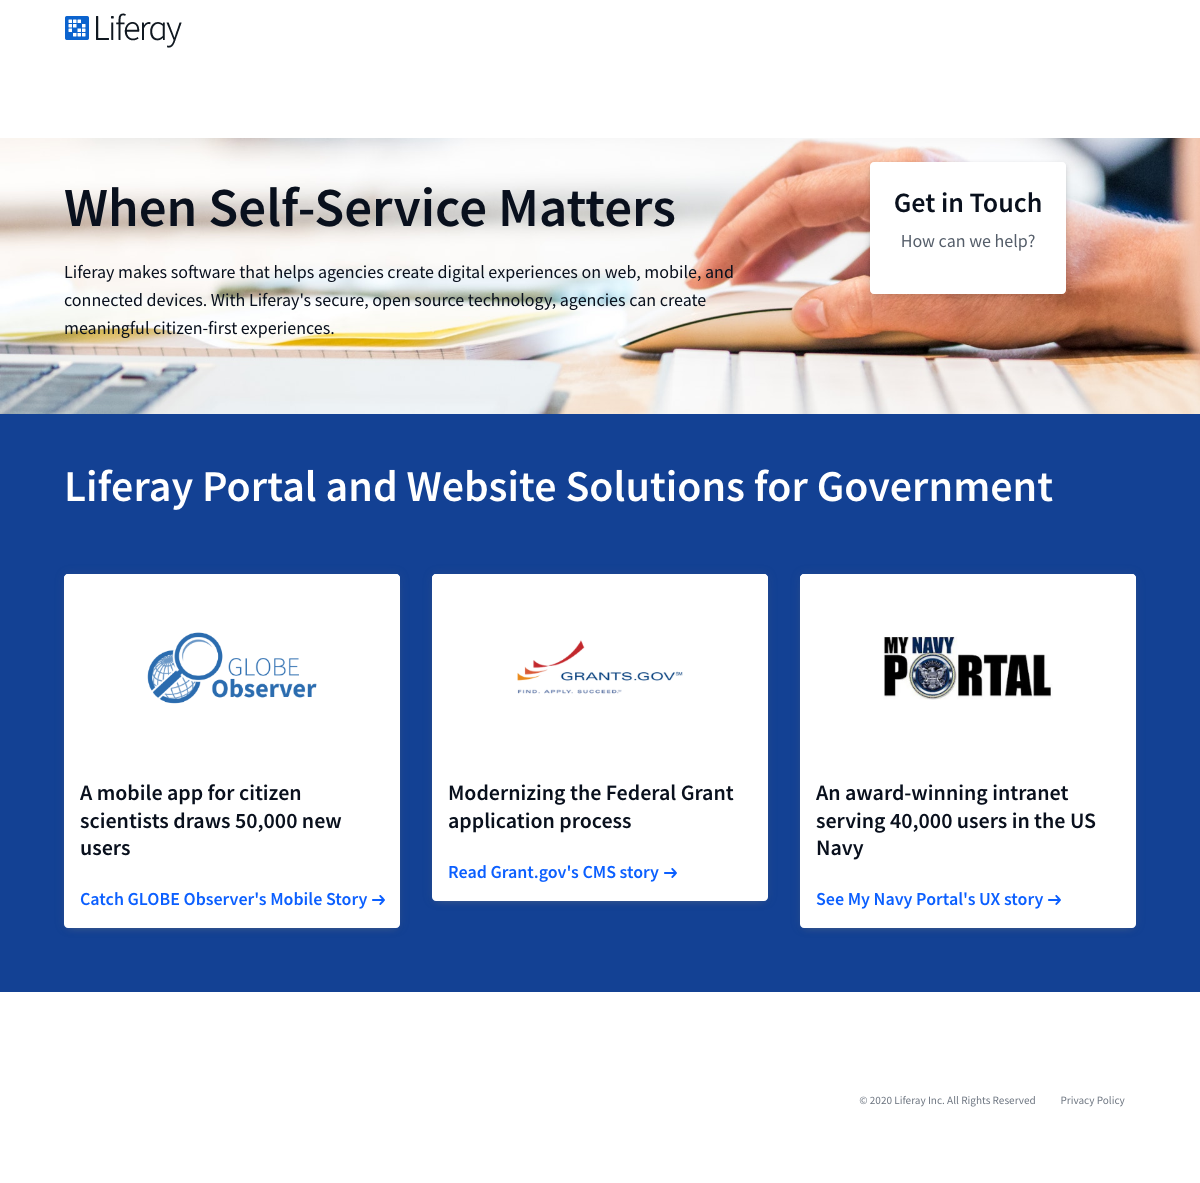 Liferay
When Self-Service Matters
Liferay makes software that helps agencies create digital experiences on web, mobile, and
connected devices. With Liferay's secure, open source technology, agencies can create
meaningful citizen-first experiences.
Get in Touch
How can we help?
Liferay Portal and Website Solutions for Government
GLOBE
Observer
A mobile app for citizen
scientists draws 50,000 new
users
Catch GLOBE Observer's Mobile Story →
GRANTS.GOV™
FIND. APPLY. SUCCEED.℠
Modernizing the Federal Grant
application process
Read Grant.gov's CMS story →
MY NAVY
PORTAL
An award-winning intranet
serving 40,000 users in the US
Navy
See My Navy Portal's UX story →
© 2020 Liferay Inc. All Rights Reserved Privacy Policy